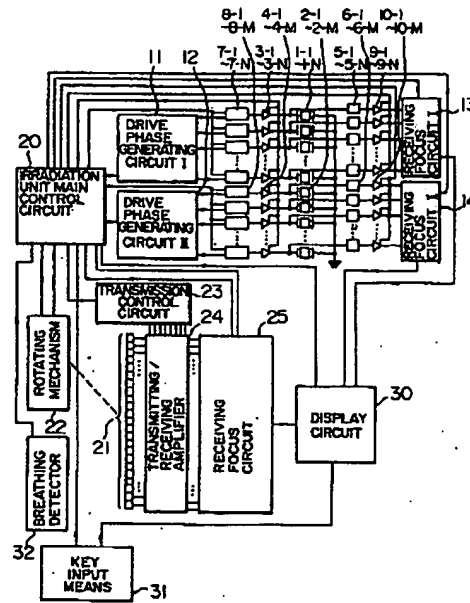 8-1
~8-M
7-1
~7-N
4-1
~4-M
3-1
~3-N
2-1
~2-M
1-1
~1-N
6-1
~6-M
5-1
~5-N
10-1
~10-M
9-1
~9-N
11
12
13
14
20
DRIVE PHASE
GENERATING
CIRCUIT I
DRIVE PHASE
GENERATING
CIRCUIT II
RECEIVING
FOCUS
CIRCUIT I
RECEIVING
FOCUS
CIRCUIT
IRRADIATION
UNIT MAIN
CONTROL
CIRCUIT
TRANSMISSION
CONTROL
CIRCUIT
23
24
25
ROTATING
MECHANISM
22
21
TRANSMITTING/
RECEIVING
AMPLIFIER
RECEIVING
FOCUS
CIRCUIT
30
DISPLAY
CIRCUIT
BREATHING
DETECTOR
32
KEY
INPUT
MEANS
31